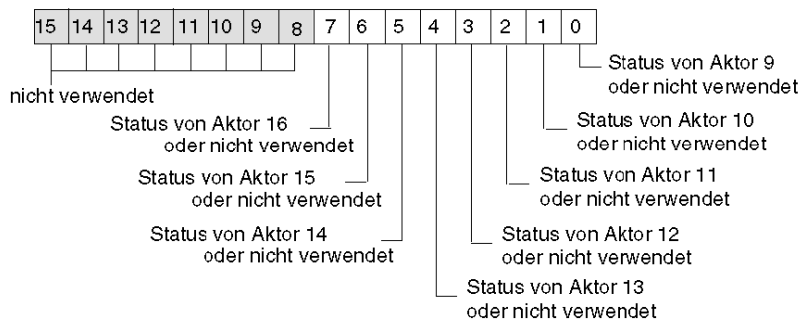 15 14 13 12 11 10 9 8 7 6 5 4 3 2 1 0
Status von Aktor 9
oder nicht verwendet
nicht verwendet
Status von Aktor 16
oder nicht verwendet
Status von Aktor 10
oder nicht verwendet
Status von Aktor 15
oder nicht verwendet
Status von Aktor 11
oder nicht verwendet
Status von Aktor 14
oder nicht verwendet
Status von Aktor 12
oder nicht verwendet
Status von Aktor 13
oder nicht verwendet